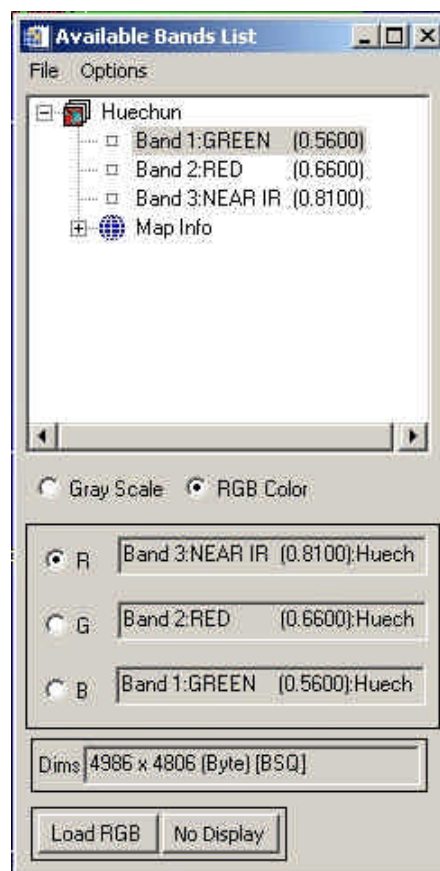 Available Bands List
File Options
Huechun
Band 1:GREEN (0.5600)
Band 2:RED (0.6600)
Band 3:NEAR IR (0.8100)
Map Info
Gray Scale RGB Color
R Band 3:NEAR IR (0.8100):Huech
G Band 2:RED (0.6600):Huech
B Band 1:GREEN (0.5600):Huech
Dims 4986 x 4806 (Byte) [BSQ]
Load RGB No Display